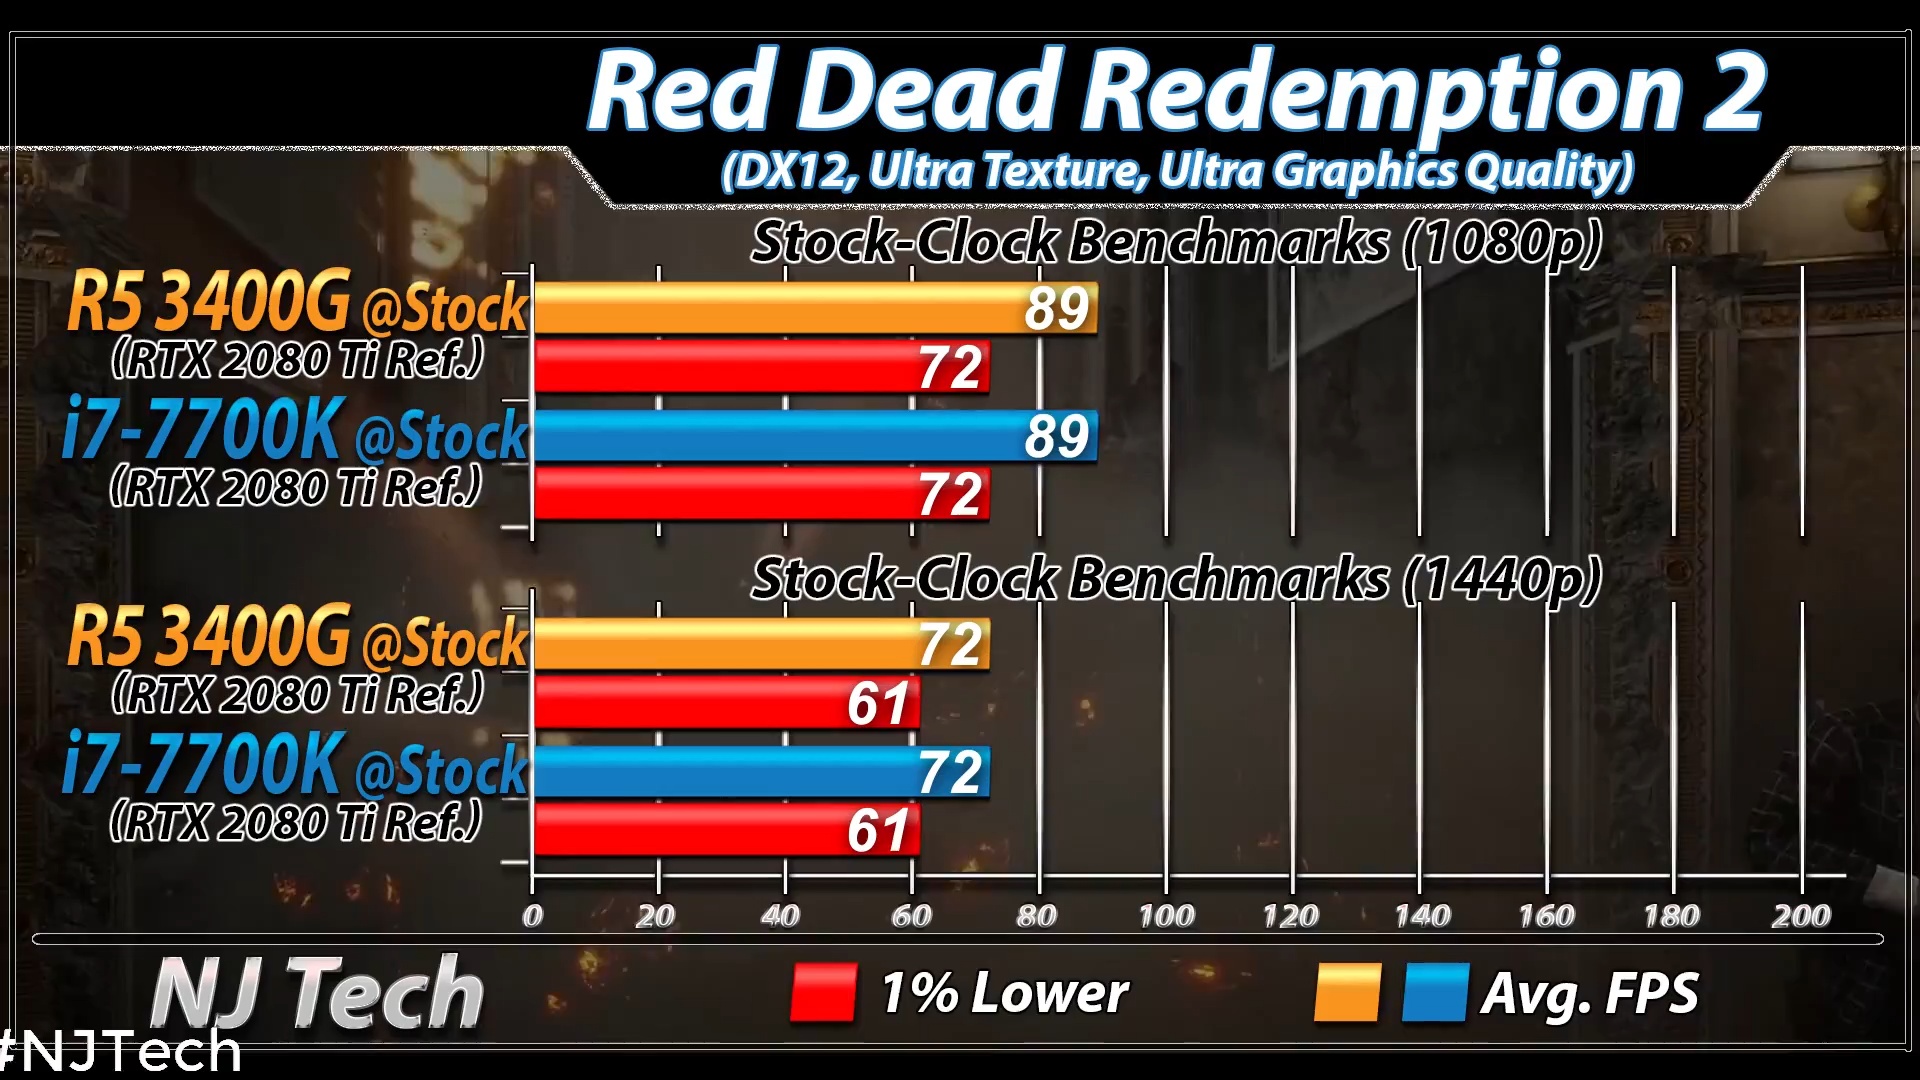 Red Dead Redemption 2
(DX12, Ultra Texture, Ultra Graphics Quality)
Stock-Clock Benchmarks (1080p)
R5 3400G @Stock
(RTX 2080 Ti Ref.)
89
72
i7-7700K @Stock
(RTX 2080 Ti Ref.)
89
72
Stock-Clock Benchmarks (1440p)
R5 3400G @Stock
(RTX 2080 Ti Ref.)
72
61
i7-7700K @Stock
(RTX 2080 Ti Ref.)
72
61
0 20 40 60 80 100 120 140 160 180 200
NJ Tech
1% Lower
Avg. FPS
#NJTech